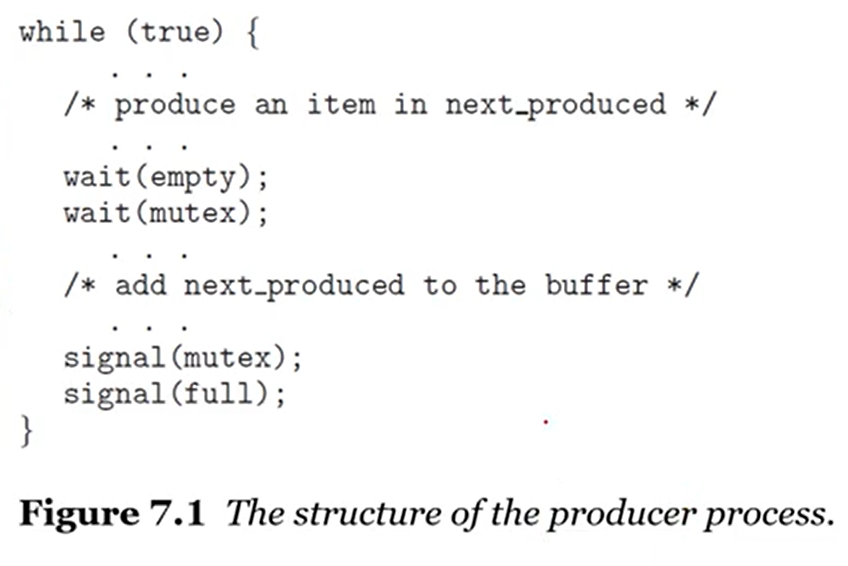 while (true) {
. . .
/* produce an item in next_produced */
. . .
wait(empty);
wait(mutex);
. . .
/* add next_produced to the buffer */
. . .
signal(mutex);
signal(full);
}
Figure 7.1 The structure of the producer process.